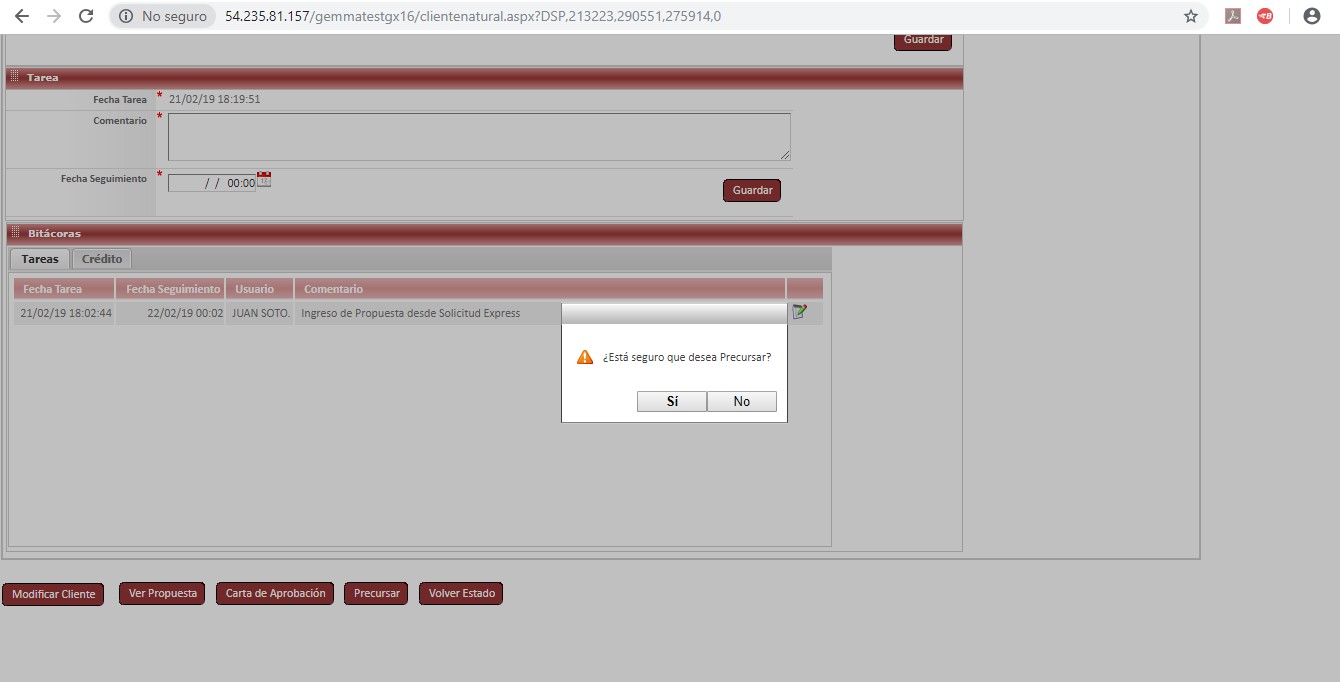 No seguro 54.235.81.157/gemmatestgx16/clientenatural.aspx?DSP,213223,290551,275914,0
Guardar
Tarea
Fecha Tarea * 21/02/19 18:19:51
Comentario *
Fecha Seguimiento * / / 00:00
Guardar
Bitácoras
Tareas Crédito
Fecha Tarea Fecha Seguimiento Usuario Comentario
21/02/19 18:02:44 22/02/19 00:02 JUAN SOTO. Ingreso de Propuesta desde Solicitud Express
¿Está seguro que desea Precursar?
Sí No
Modificar Cliente Ver Propuesta Carta de Aprobación Precursar Volver Estado